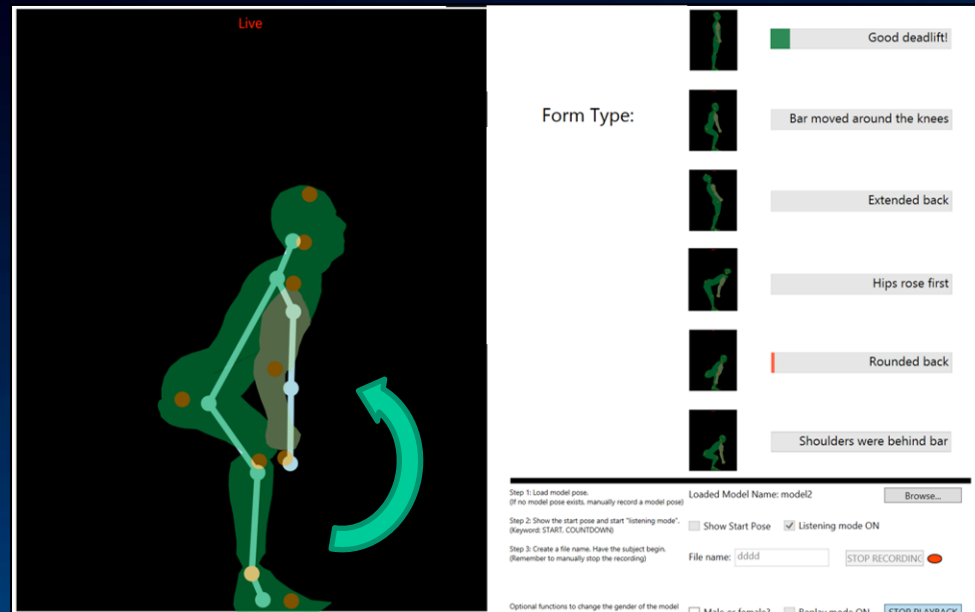 Live
Good deadlift!
Form Type:
Bar moved around the knees
Extended back
Hips rose first
Rounded back
Shoulders were behind bar
Step 1: Load model pose.
(If no model pose exists, manually record a model pose)
Loaded Model Name: model2
Browse...
Step 2: Show the start pose and start "listening mode".
(Keyword: START, COUNTDOWN)
Show Start Pose
Listening mode ON
Step 3: Create a file name. Have the subject begin.
(Remember to manually stop the recording)
File name:
dddd
STOP RECORDING
Optional functions to change the gender of the model
Male or female?
Replay mode ON
STOP PLAYBACK